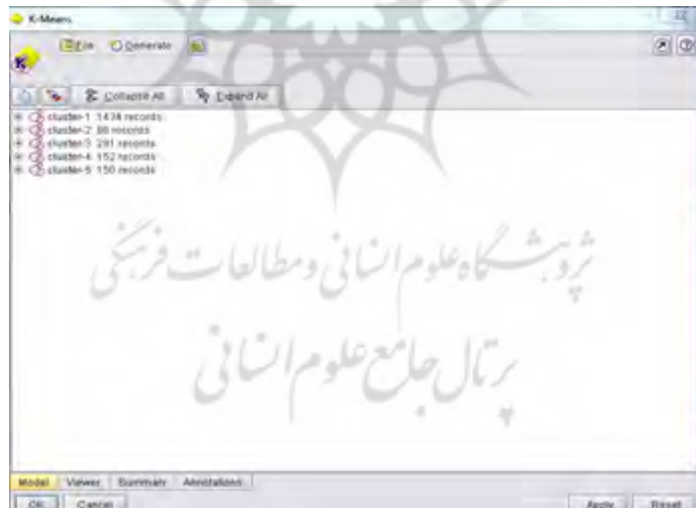 K-Means
File Generate
Collapse All Expand All
cluster-1 1434 records
cluster-2 88 records
cluster-3 291 records
cluster-4 152 records
cluster-5 150 records
پژوهشگاه علوم انسانی و مطالعات فرهنگی
پرتال جامع علوم انسانی
Model Viewer Summary Annotations
OK Cancel Apply Reset